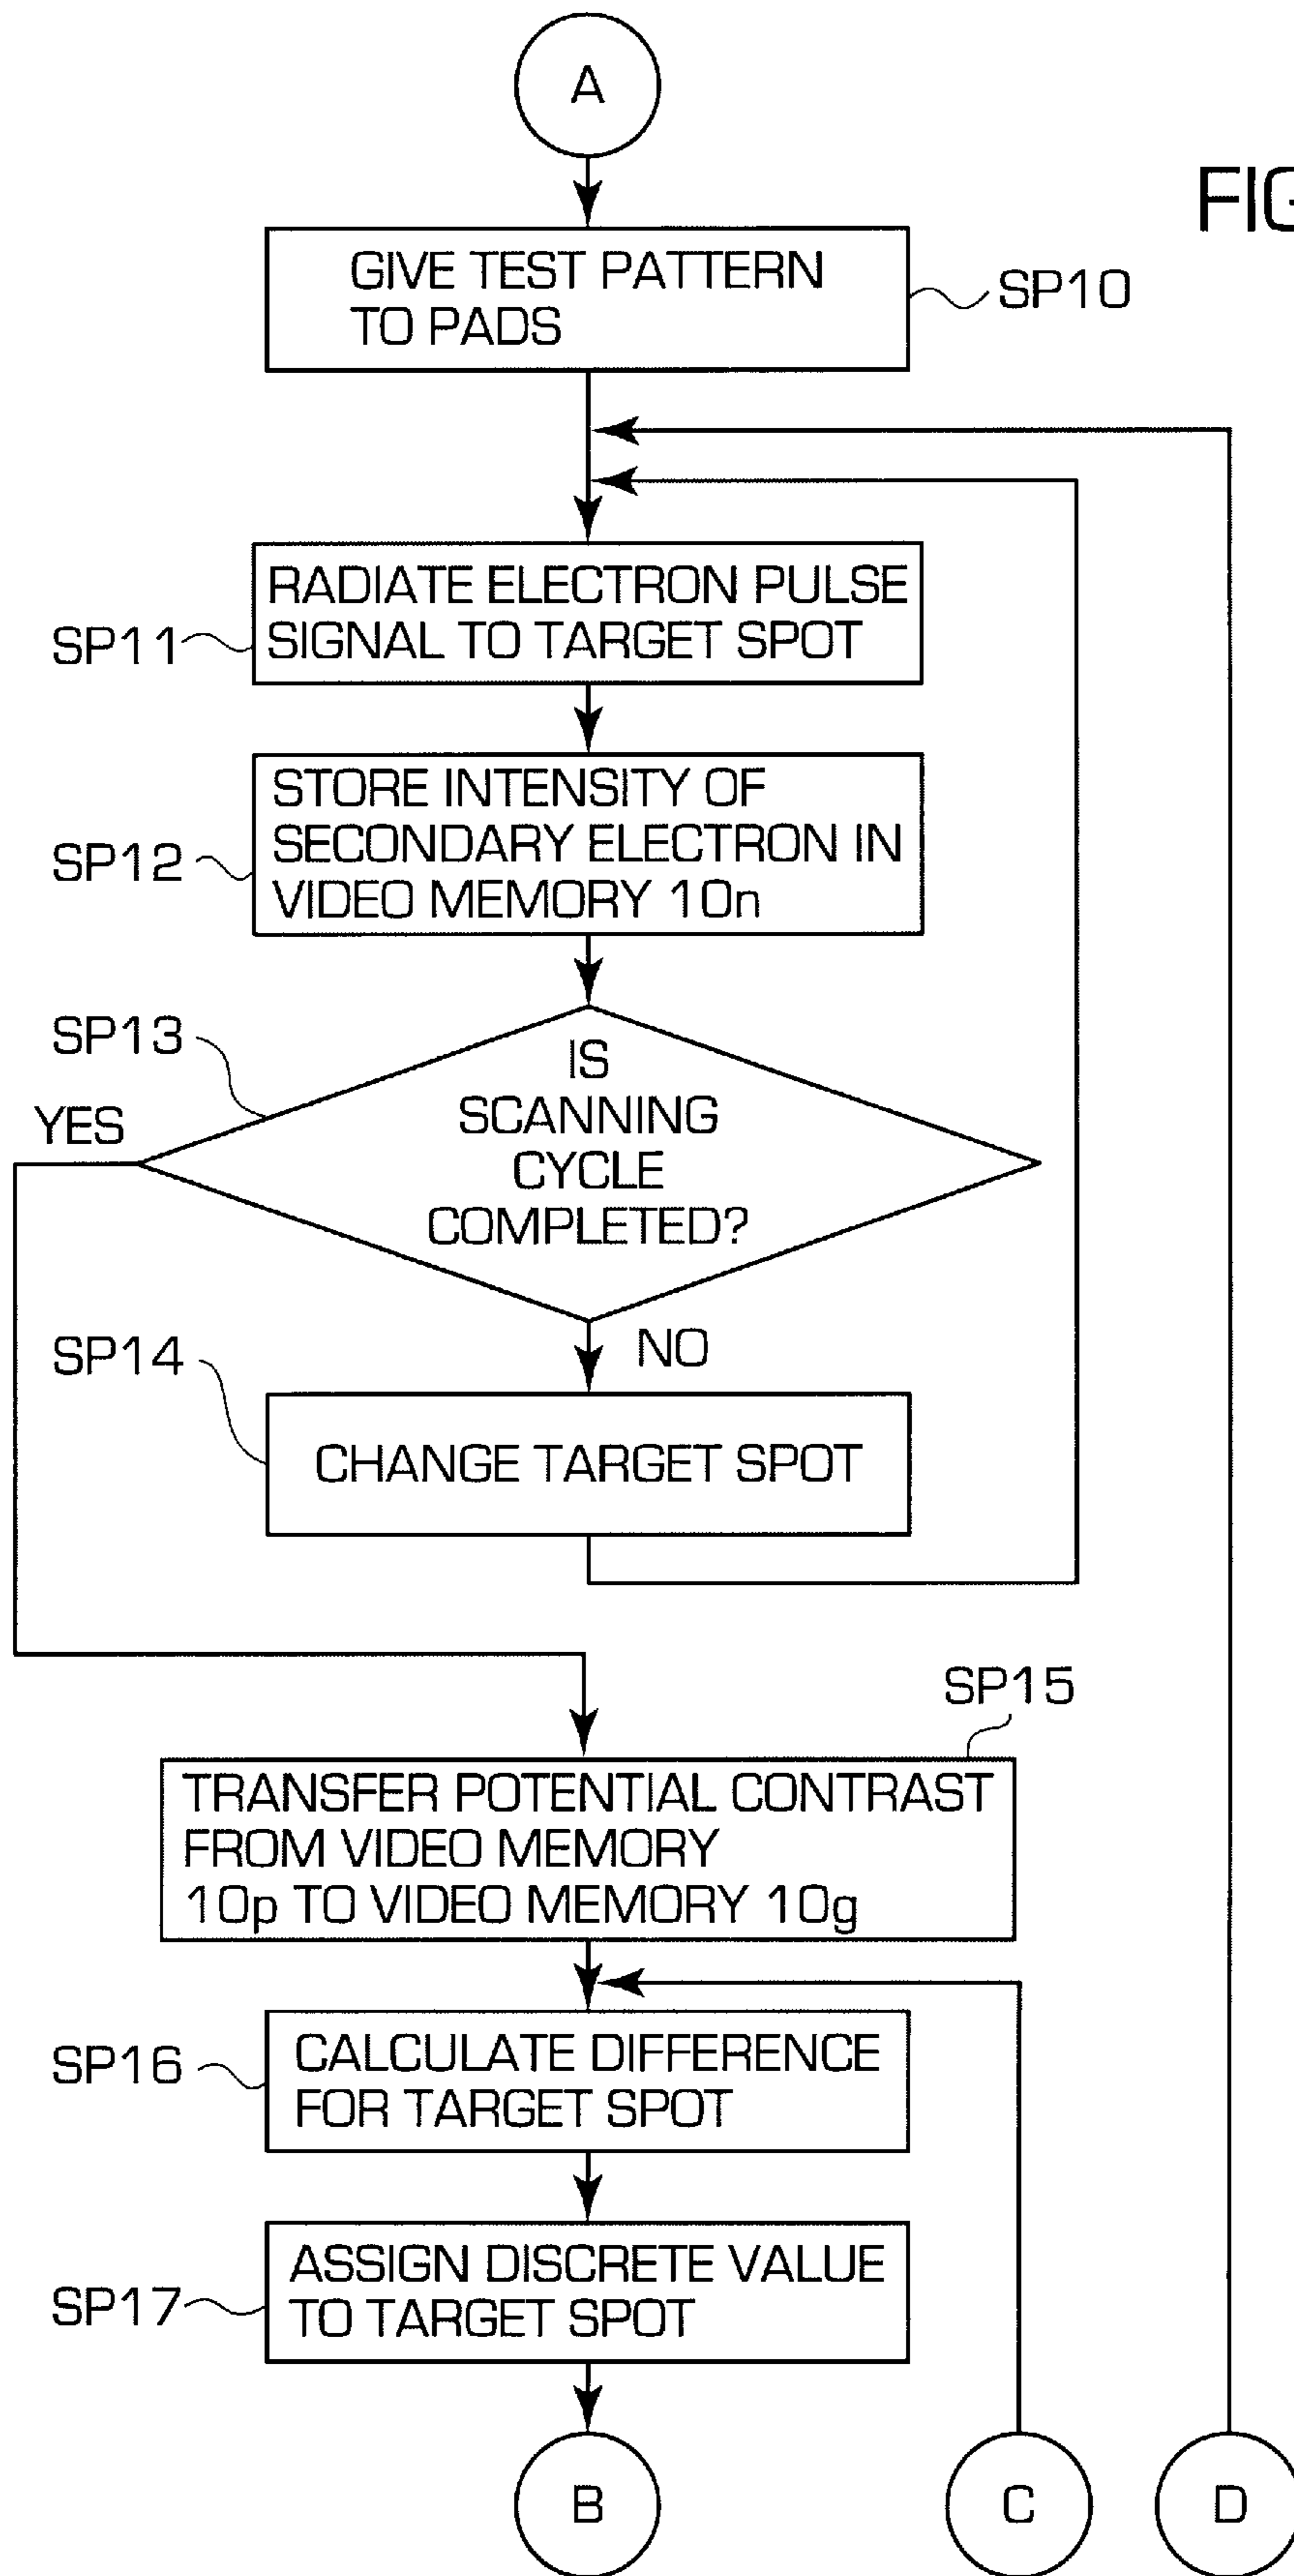 A
FIG
GIVE TEST PATTERN
TO PADS
SP10
RADIATE ELECTRON PULSE
SIGNAL TO TARGET SPOT
SP11
STORE INTENSITY OF
SECONDARY ELECTRON IN
VIDEO MEMORY 10n
SP12
SP13
YES
IS
SCANNING
CYCLE
COMPLETED?
NO
SP14
CHANGE TARGET SPOT
SP15
TRANSFER POTENTIAL CONTRAST
FROM VIDEO MEMORY
10p TO VIDEO MEMORY 10g
SP16
CALCULATE DIFFERENCE
FOR TARGET SPOT
SP17
ASSIGN DISCRETE VALUE
TO TARGET SPOT
B
C
D